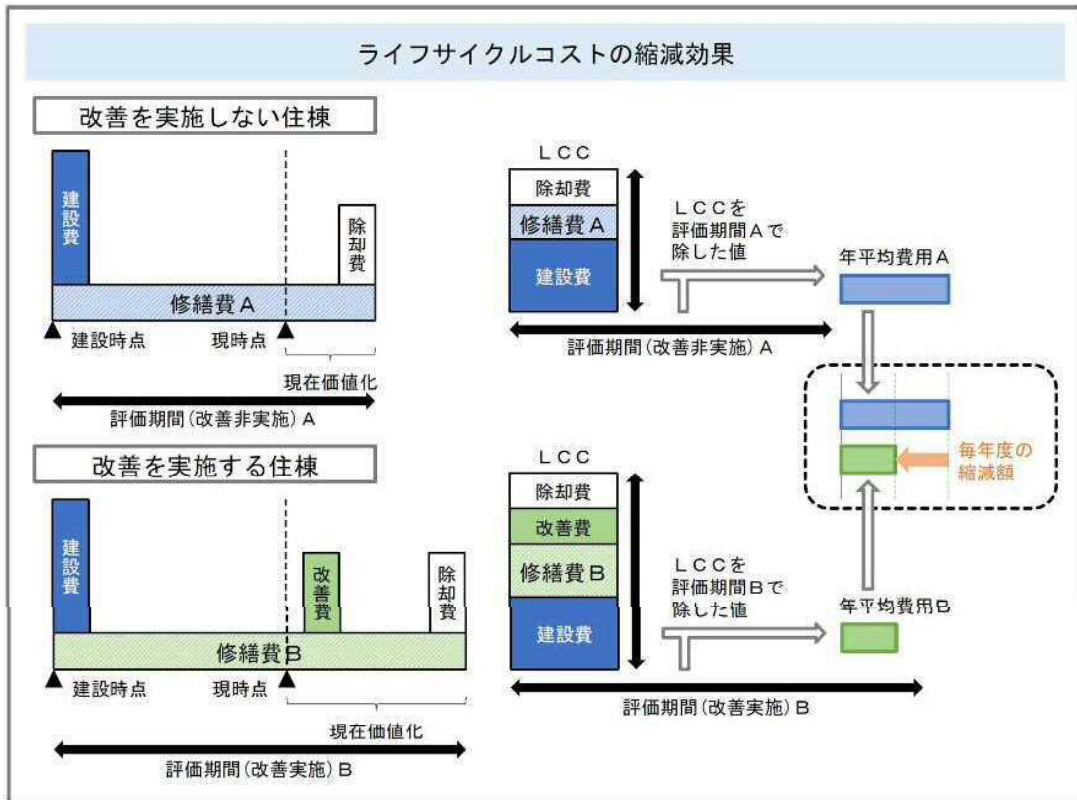 ライフサイクルコストの縮減効果
改善を実施しない住棟
建設費
除却費
修繕費A
建設時点
現時点
現在価値化
評価期間(改善非実施)A
LCC
除却費
修繕費A
建設費
LCCを
評価期間Aで
除した値
年平均費用A
評価期間(改善非実施)A
毎年度の
縮減額
改善を実施する住棟
建設費
改善費
除却費
修繕費B
建設時点
現時点
現在価値化
評価期間(改善実施)B
LCC
除却費
改善費
修繕費B
建設費
LCCを
評価期間Bで
除した値
年平均費用B
評価期間(改善実施)B